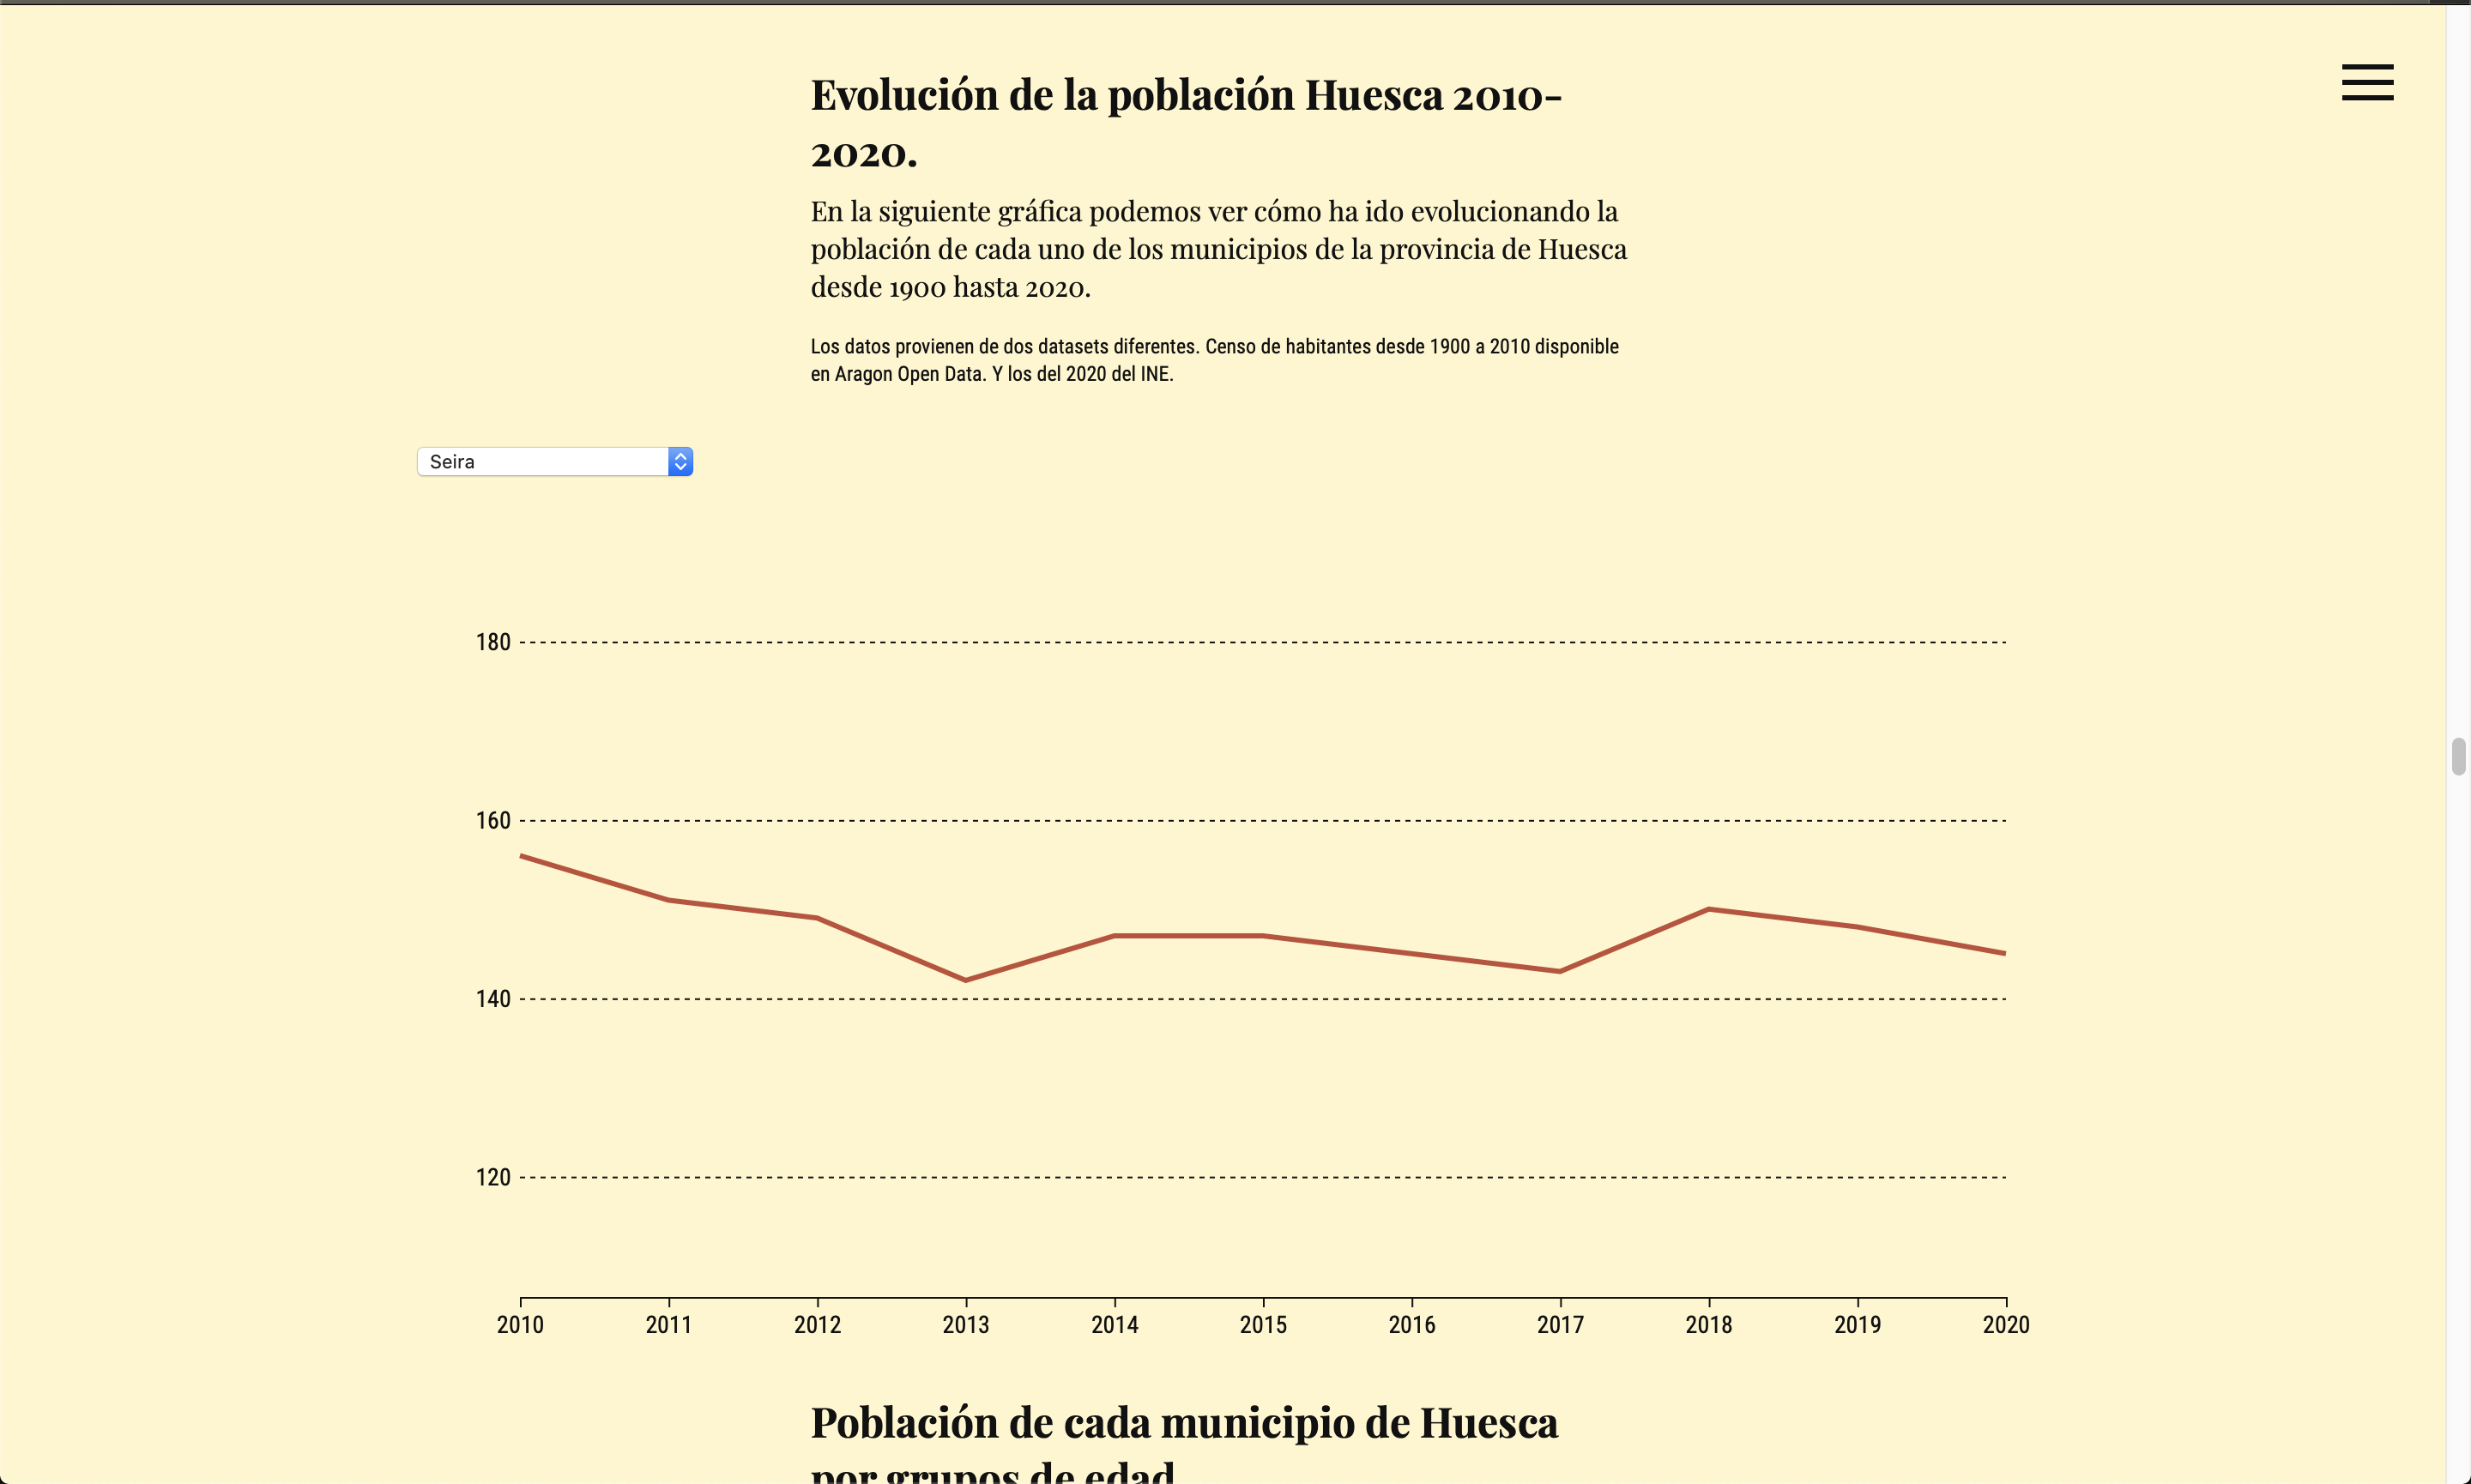 Evolución de la población Huesca 2010-
2020.
En la siguiente gráfica podemos ver cómo ha ido evolucionando la
población de cada uno de los municipios de la provincia de Huesca
desde 1900 hasta 2020.
Los datos provienen de dos datasets diferentes. Censo de habitantes desde 1900 a 2010 disponible
en Aragon Open Data. Y los del 2020 del INE.
Seira
180
160
140
120
2010 2011 2012 2013 2014 2015 2016 2017 2018 2019 2020
Población de cada municipio de Huesca
por grupos de edad